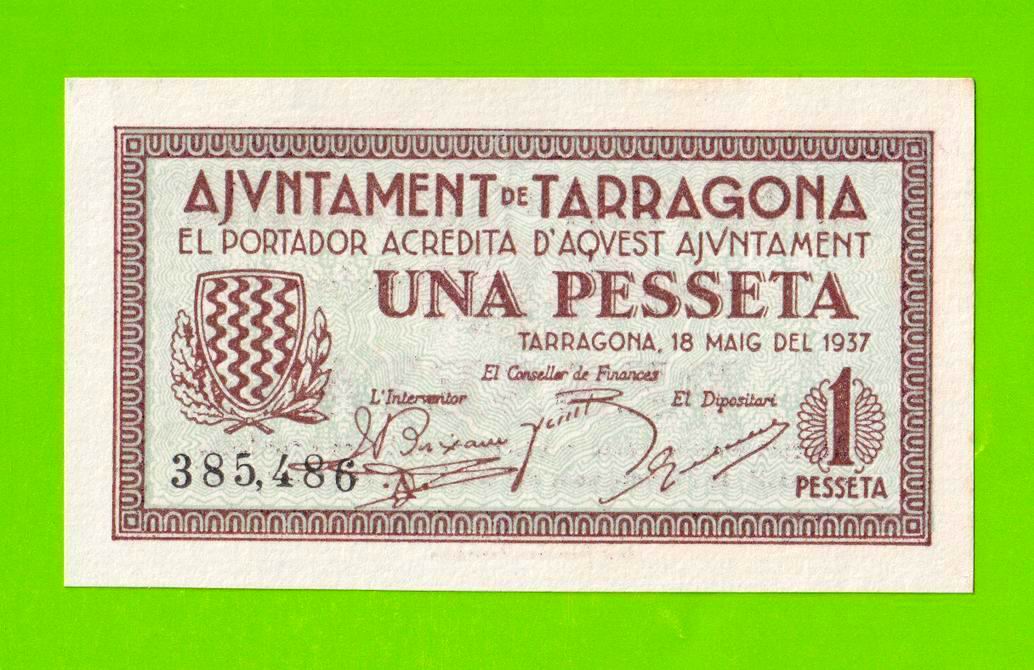 AJVNTAMENT DE TARRAGONA
EL PORTADOR ACREDITA D'AQVEST AJVNTAMENT
UNA PESSETA
TARRAGONA, 18 MAIG DEL 1937
El Conseller de Finances
L'Interventor
El Dipositari
385,486
A
1
PESSETA